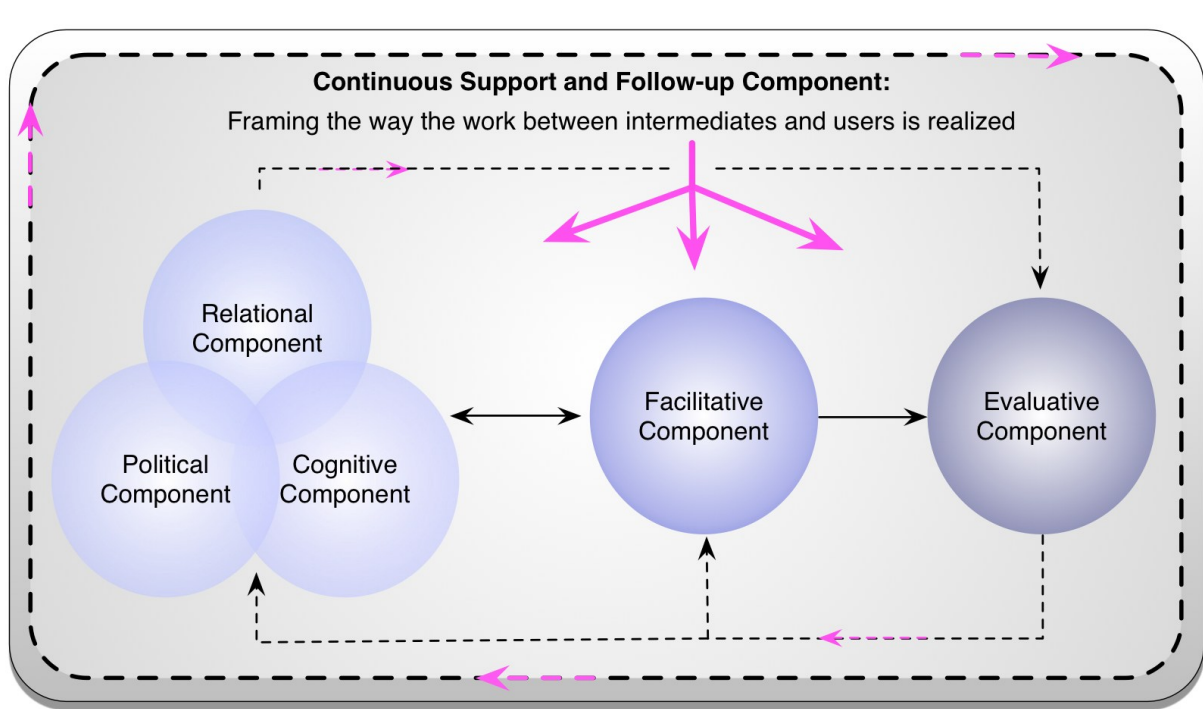 Continuous Support and Follow-up Component:
Framing the way the work between intermediates and users is realized
Relational
Component
Political
Component
Cognitive
Component
Facilitative
Component
Evaluative
Component